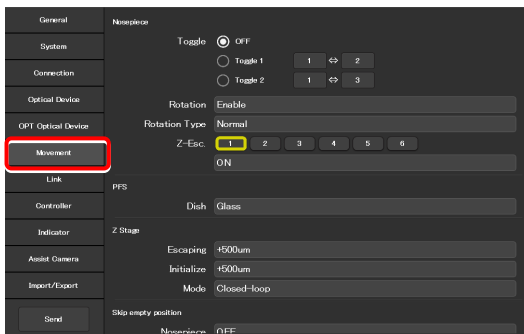 General
System
Connection
Optical Device
OPT Optical Device
Movement
Link
Controller
Indicator
Assist Camera
Import/Export
Send
Nosepiece
Toggle OFF
Toggle 1 1 ⇔ 2
Toggle 2 1 ⇔ 3
Rotation Enable
Rotation Type Normal
Z-Esc. 1 2 3 4 5 6
ON
PFS
Dish Glass
Z Stage
Escaping +500um
Initialize +500um
Mode Closed-loop
Skip empty position
Nosepiece OFF